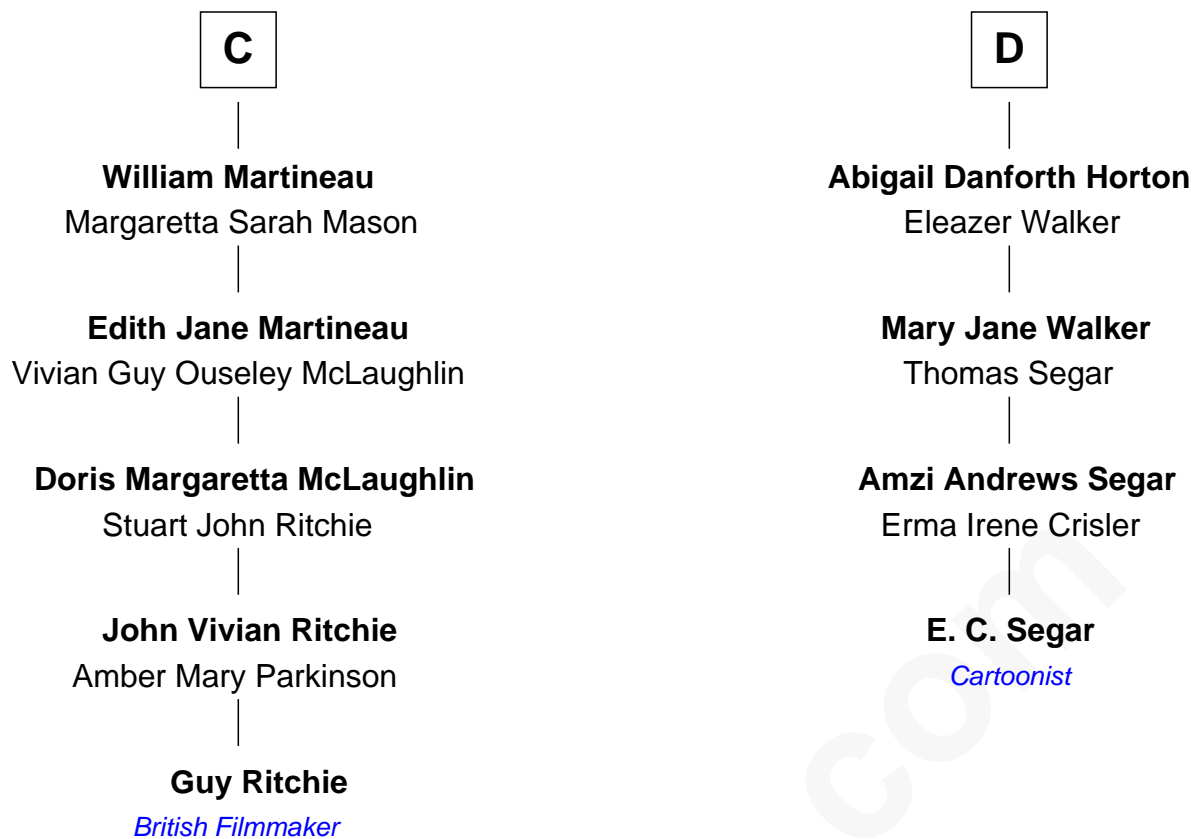 C
William Martineau
Margaretta Sarah Mason
Edith Jane Martineau
Vivian Guy Ouseley McLaughlin
Doris Margaretta McLaughlin
Stuart John Ritchie
John Vivian Ritchie
Amber Mary Parkinson
Guy Ritchie
British Filmmaker
D
Abigail Danforth Horton
Eleazer Walker
Mary Jane Walker
Thomas Segar
Amzi Andrews Segar
Erma Irene Crisler
E. C. Segar
Cartoonist
com